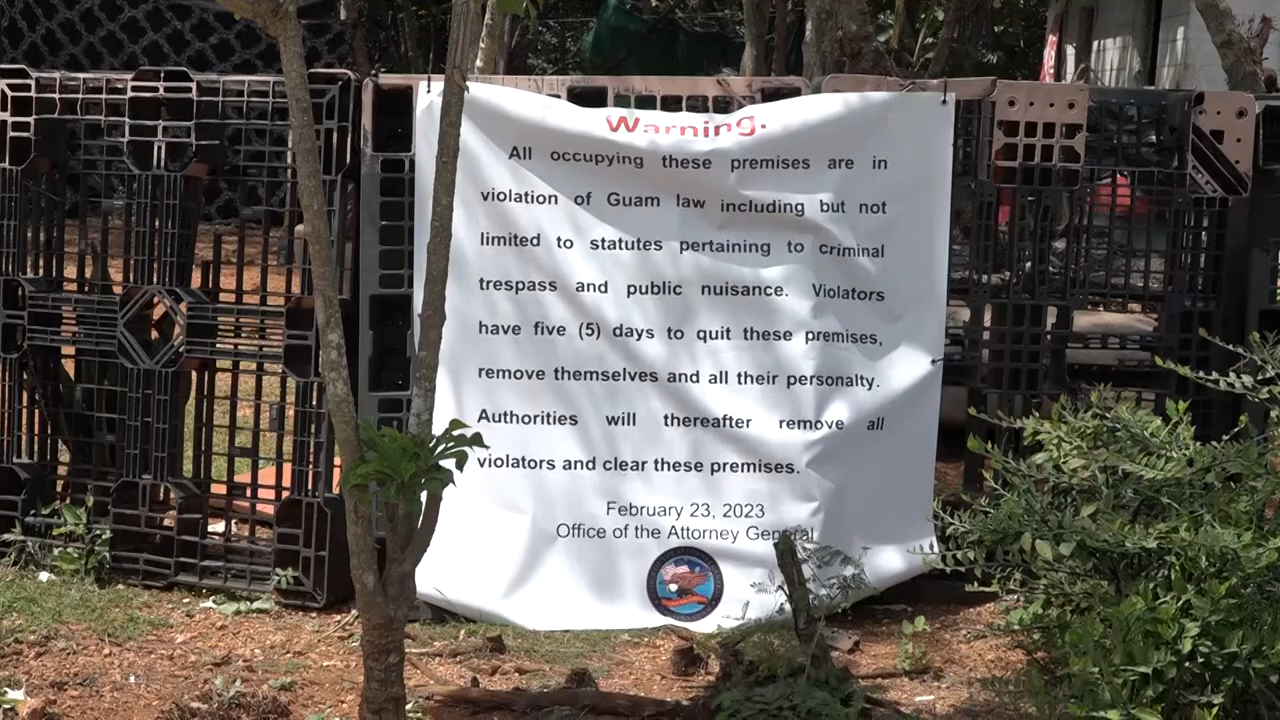 Warning.
All occupying these premises are in
violation of Guam law including but not
limited to statutes pertaining to criminal
trespass and public nuisance. Violators
have five (5) days to quit these premises,
remove themselves and all their personalty.
Authorities will thereafter remove all
violators and clear these premises.
February 23, 2023
Office of the Attorney General